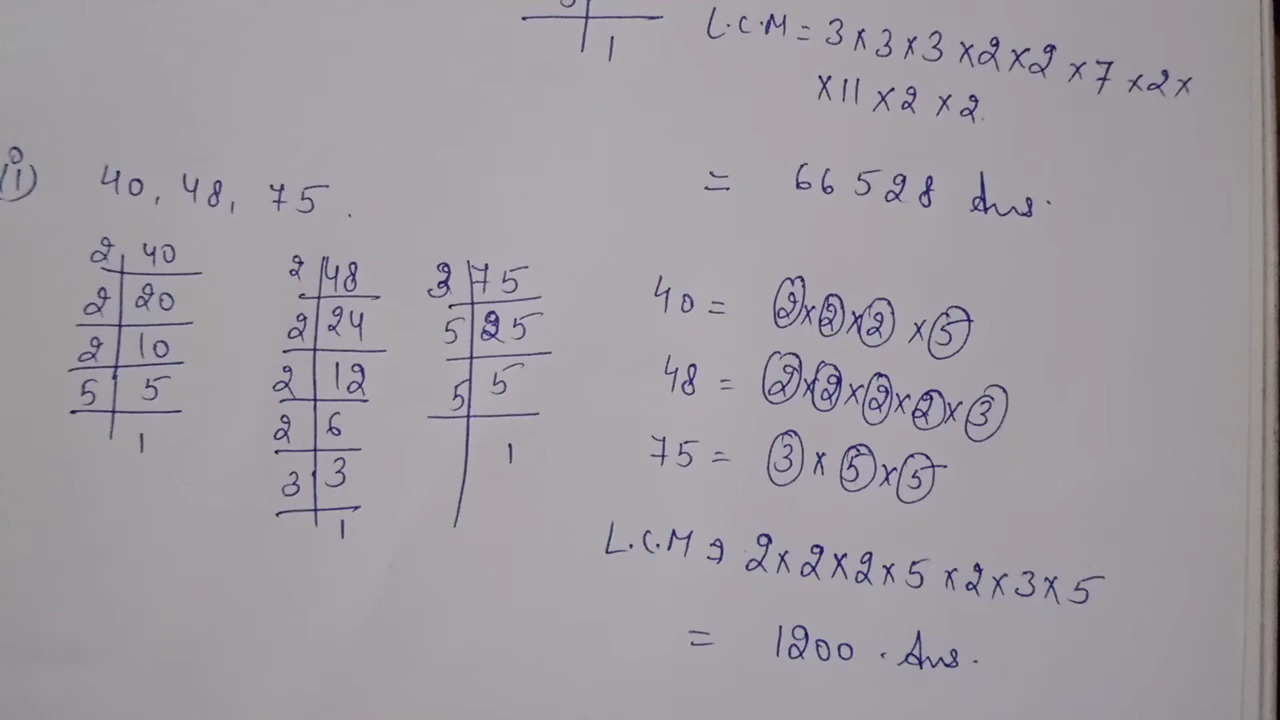 1
L.C.M = 3×3×3×2×2×7×2×
×11×2×2.
= 66528 Ans.
(i) 40, 48, 75.
2 | 40
2 | 20
2 | 10
5 | 5
1
2 | 48
2 | 24
2 | 12
2 | 6
3 | 3
1
3 | 75
5 | 25
5 | 5
1
40 = 2×2×2×5
48 = 2×2×2×2×3
75 = 3×5×5
L.C.M ⇒ 2×2×2×5×2×3×5
= 1200. Ans.